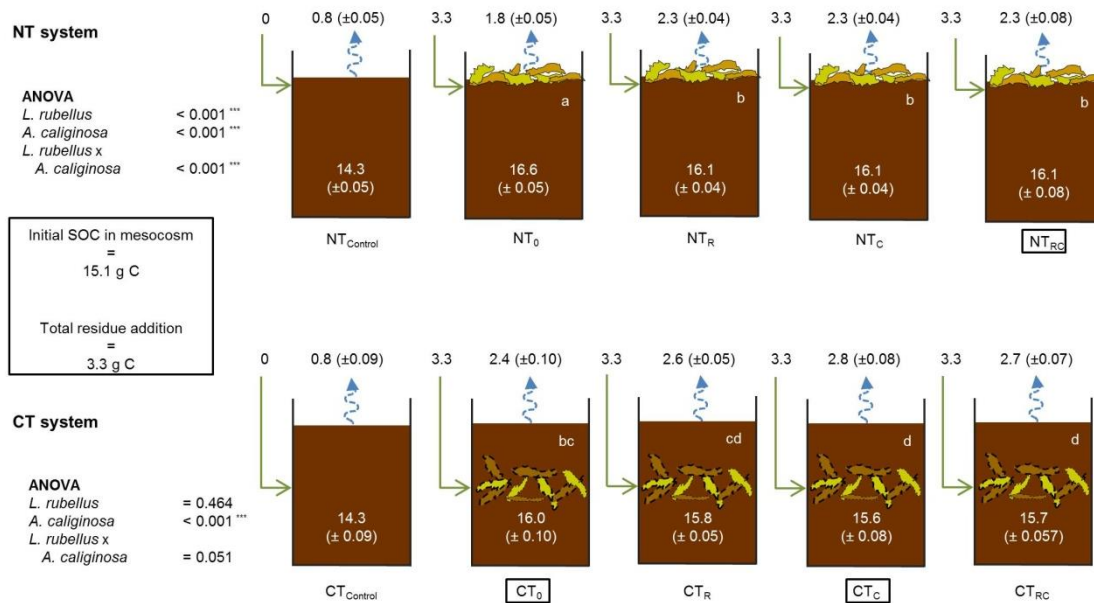 NT system
0 0.8 (±0.05) 3.3 1.8 (±0.05) 3.3 2.3 (±0.04) 3.3 2.3 (±0.04) 3.3 2.3 (±0.08)
ANOVA
L. rubellus < 0.001 ***
A. caliginosa < 0.001 ***
L. rubellus x
A. caliginosa < 0.001 ***
a b b b
14.3 16.6 16.1 16.1 16.1
(±0.05) (± 0.05) (± 0.04) (± 0.04) (± 0.08)
NTControl NT0 NTR NTC NTRC
Initial SOC in mesocosm
=
15.1 g C
Total residue addition
=
3.3 g C
CT system
0 0.8 (±0.09) 3.3 2.4 (±0.10) 3.3 2.6 (±0.05) 3.3 2.8 (±0.08) 3.3 2.7 (±0.07)
ANOVA
L. rubellus = 0.464
A. caliginosa < 0.001 ***
L. rubellus x
A. caliginosa = 0.051
bc cd d d
14.3 16.0 15.8 15.6 15.7
(± 0.09) (± 0.10) (± 0.05) (± 0.08) (± 0.057)
CTControl CT0 CTR CTC CTRC